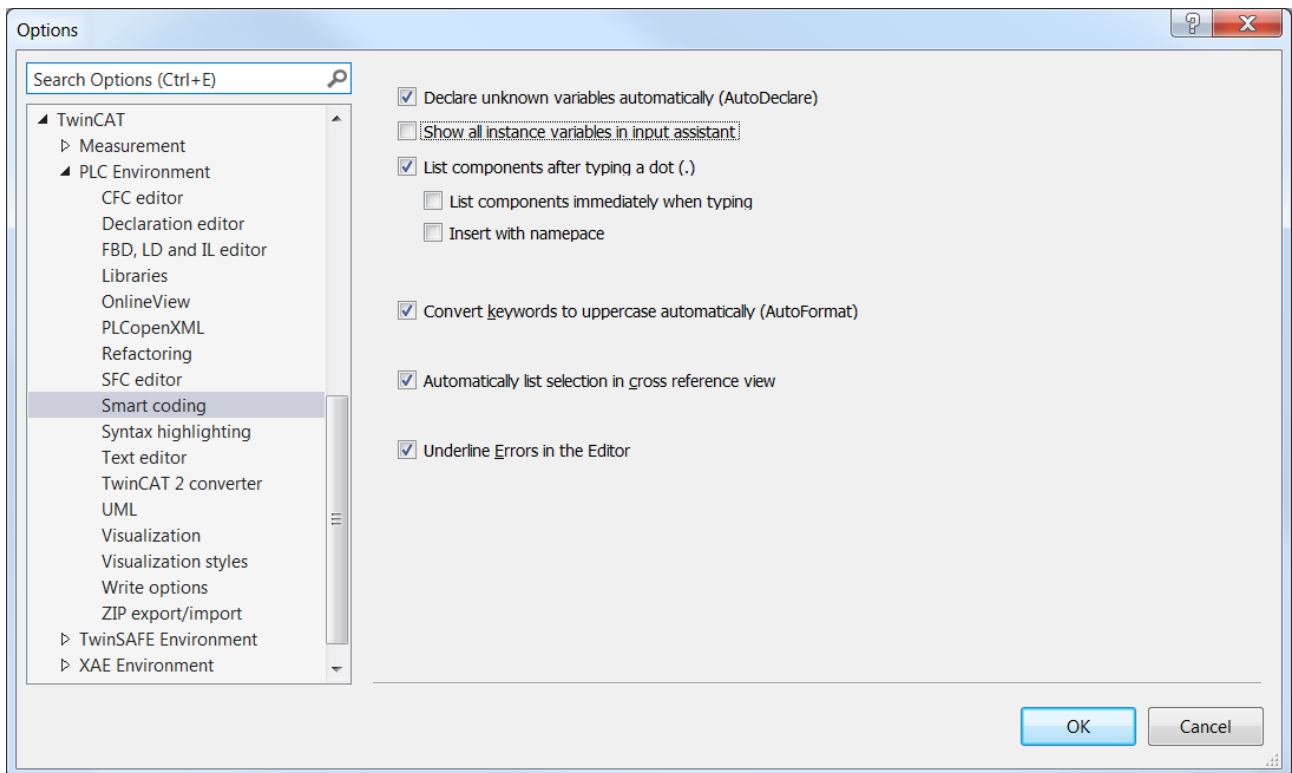 Options
Search Options (Ctrl+E)
TwinCAT
Measurement
PLC Environment
CFC editor
Declaration editor
FBD, LD and IL editor
Libraries
OnlineView
PLCopenXML
Refactoring
SFC editor
Smart coding
Syntax highlighting
Text editor
TwinCAT 2 converter
UML
Visualization
Visualization styles
Write options
ZIP export/import
TwinSAFE Environment
XAE Environment
Declare unknown variables automatically (AutoDeclare)
Show all instance variables in input assistant
List components after typing a dot (.)
List components immediately when typing
Insert with namepace
Convert keywords to uppercase automatically (AutoFormat)
Automatically list selection in cross reference view
Underline Errors in the Editor
OK
Cancel